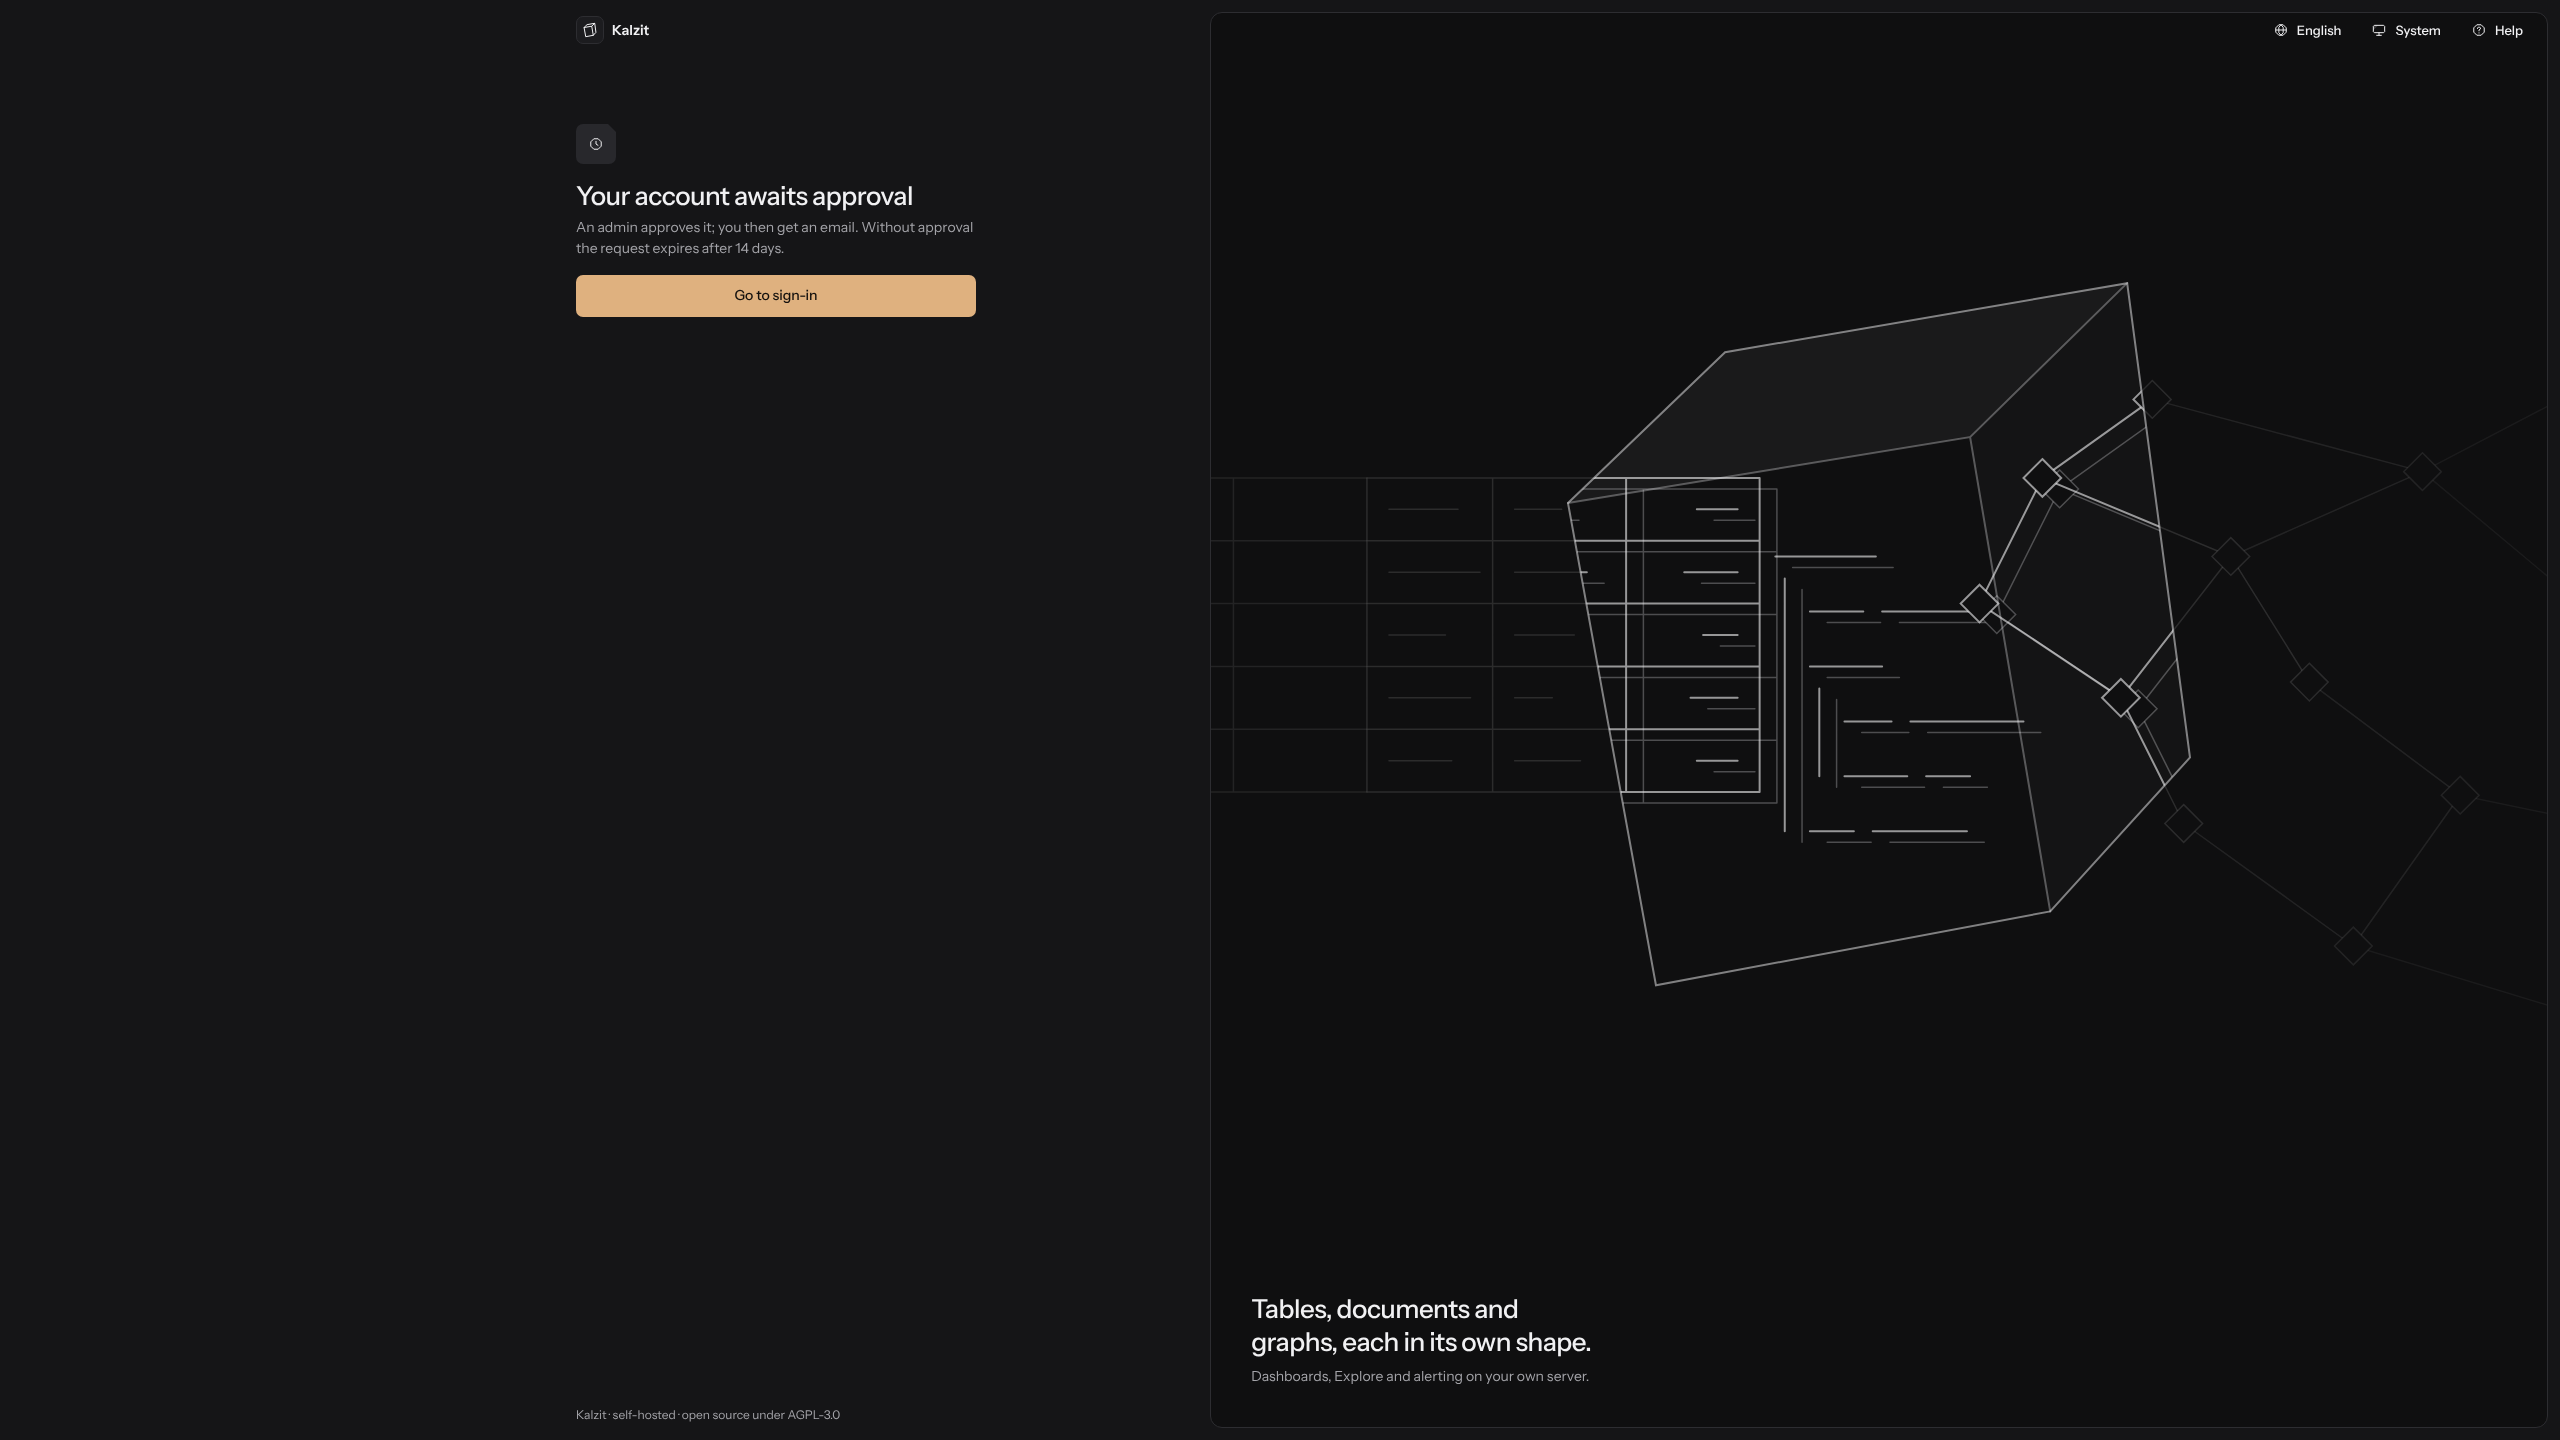 Kalzit
English
System
Help
Your account awaits approval
An admin approves it; you then get an email. Without approval
the request expires after 14 days.
Go to sign-in
Tables, documents and
graphs, each in its own shape.
Dashboards, Explore and alerting on your own server.
Kalzit · self-hosted · open source under AGPL-3.0